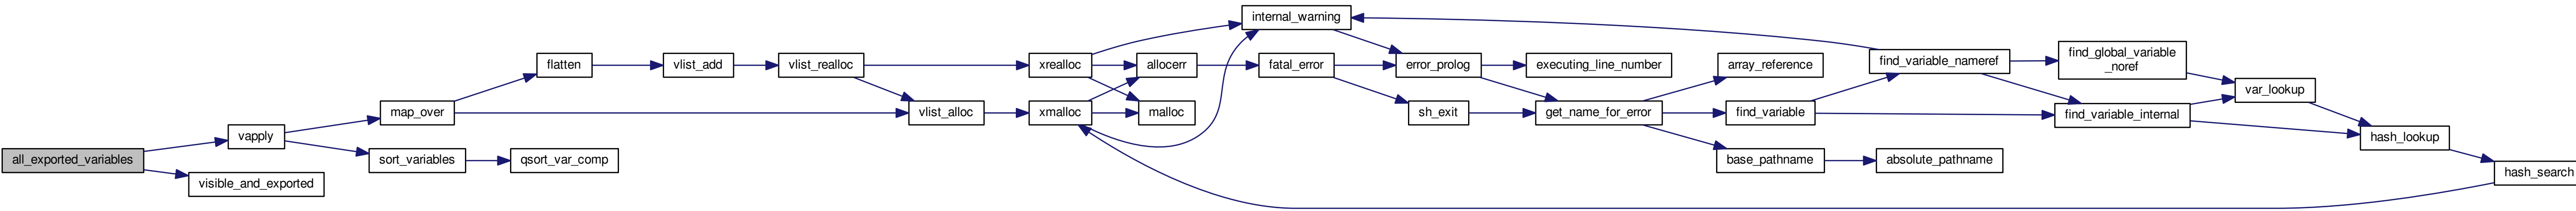 all_exported_variables
vapply
visible_and_exported
map_over
sort_variables
flatten
qsort_var_comp
vlist_add
vlist_realloc
vlist_alloc
xrealloc
xmalloc
allocerr
malloc
internal_warning
fatal_error
error_prolog
sh_exit
executing_line_number
get_name_for_error
array_reference
find_variable
base_pathname
absolute_pathname
find_variable_nameref
find_global_variable
_noref
find_variable_internal
var_lookup
hash_lookup
hash_search